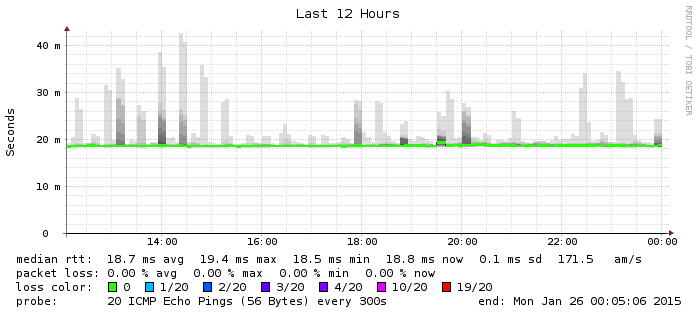 Last 12 Hours
RRDTOOL / TOBI OETIKER
Seconds
40 m
30 m
20 m
10 m
0
14:00 16:00 18:00 20:00 22:00 00:00
median rtt: 18.7 ms avg 19.4 ms max 18.5 ms min 18.8 ms now 0.1 ms sd 171.5 am/s
packet loss: 0.00 % avg 0.00 % max 0.00 % min 0.00 % now
loss color: 0 1/20 2/20 3/20 4/20 10/20 19/20
probe: 20 ICMP Echo Pings (56 Bytes) every 300s end: Mon Jan 26 00:05:06 2015